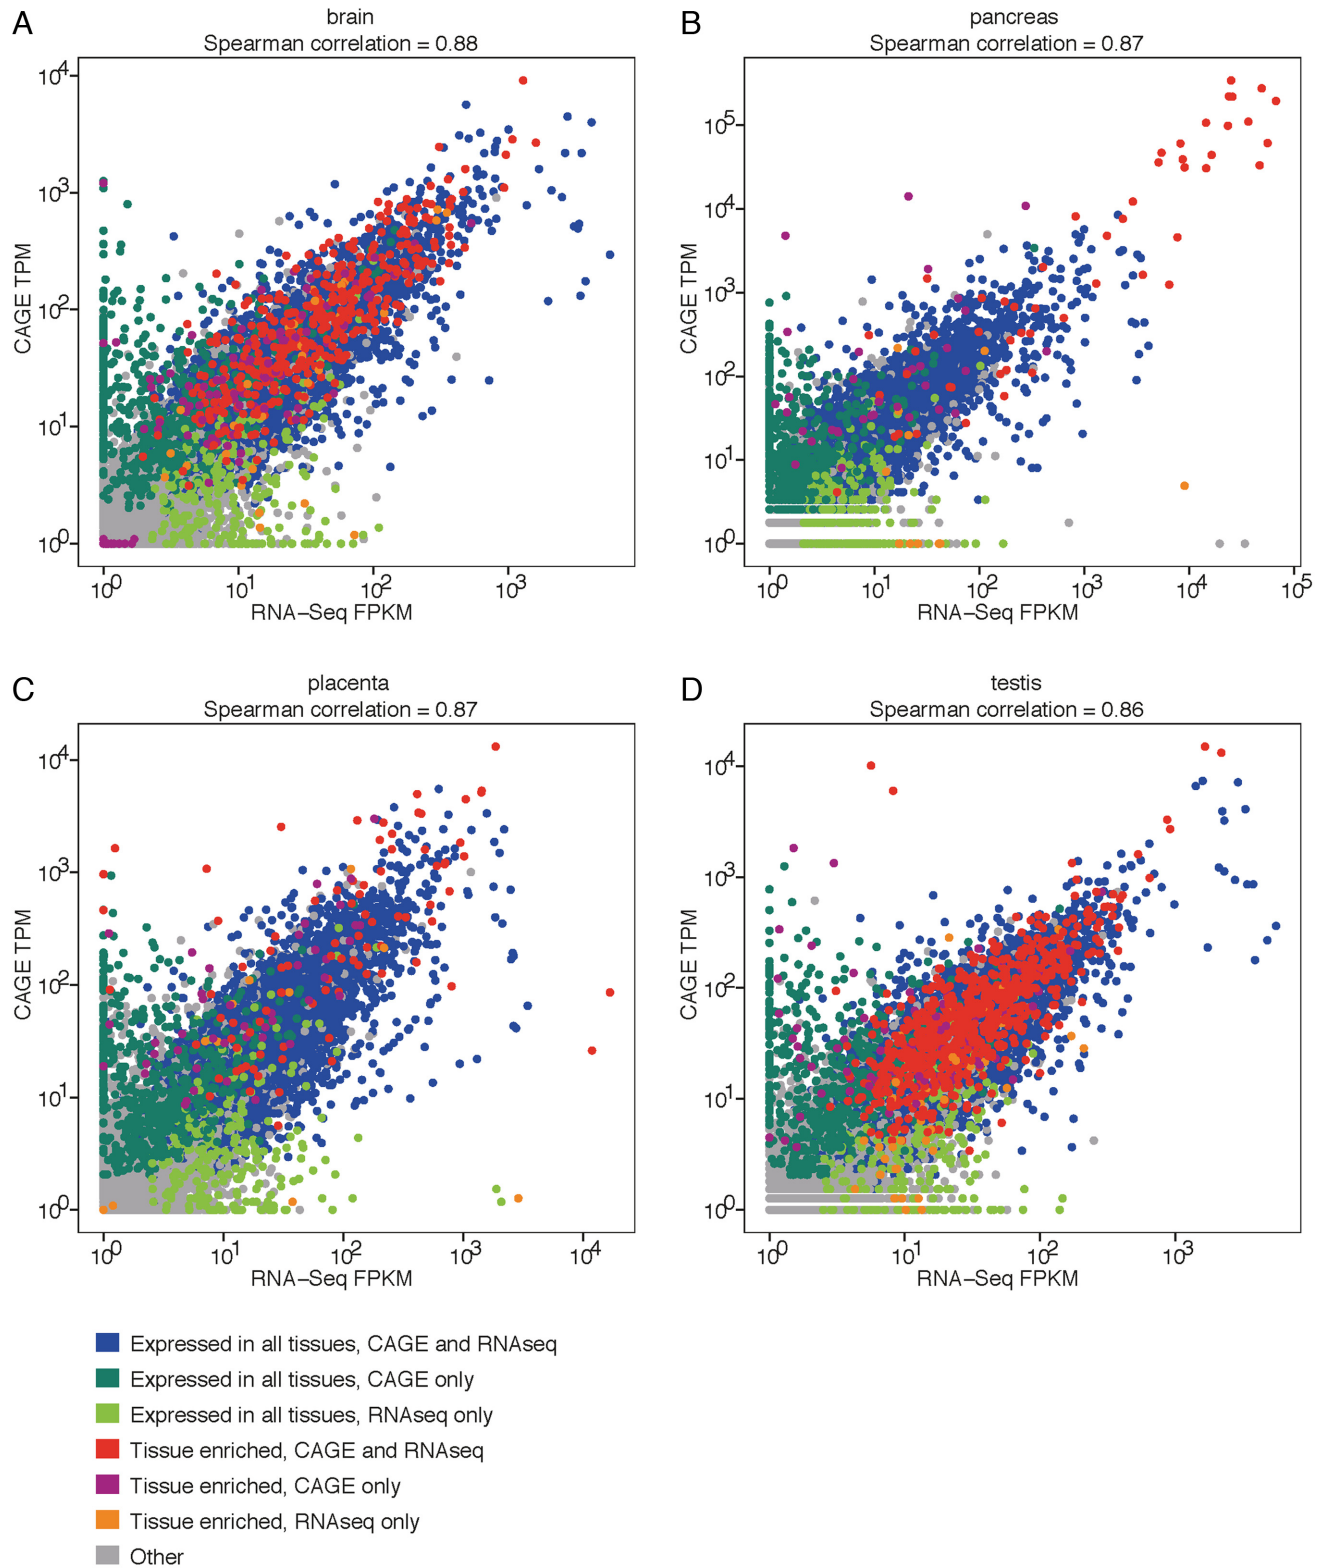 A
brain
Spearman correlation = 0.88
10^4
10^3
10^2
10^1
10^0
CAGE TPM
10^0 10^1 10^2 10^3
RNA–Seq FPKM
B
pancreas
Spearman correlation = 0.87
10^5
10^4
10^3
10^2
10^1
10^0
CAGE TPM
10^0 10^1 10^2 10^3 10^4 10^5
RNA–Seq FPKM
C
placenta
Spearman correlation = 0.87
10^4
10^3
10^2
10^1
10^0
CAGE TPM
10^0 10^1 10^2 10^3 10^4
RNA–Seq FPKM
D
testis
Spearman correlation = 0.86
10^4
10^3
10^2
10^1
10^0
CAGE TPM
10^0 10^1 10^2 10^3
RNA–Seq FPKM
Expressed in all tissues, CAGE and RNAseq
Expressed in all tissues, CAGE only
Expressed in all tissues, RNAseq only
Tissue enriched, CAGE and RNAseq
Tissue enriched, CAGE only
Tissue enriched, RNAseq only
Other